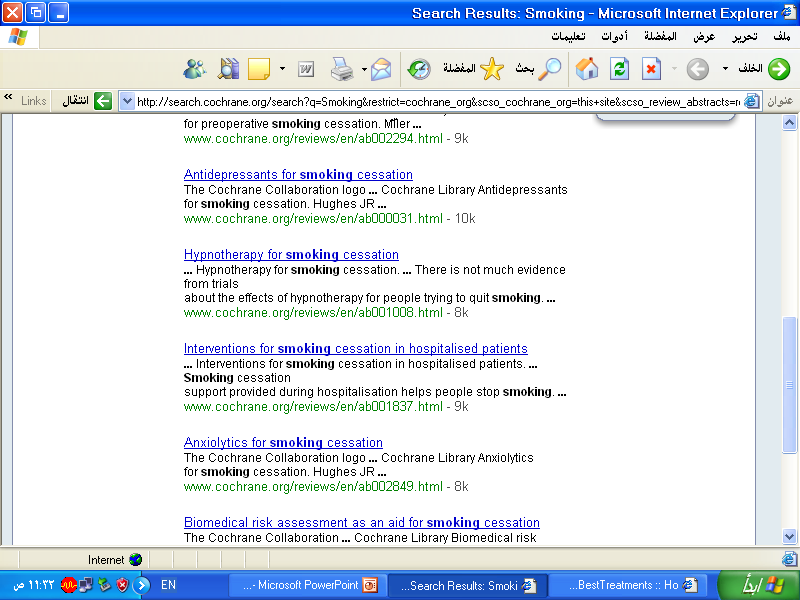 Search Results: Smoking - Microsoft Internet Explorer
ملف تحرير عرض المفضلة أدوات تعليمات
الخلف بحث المفضلة
عنوان http://search.cochrane.org/search?q=Smoking&restrict=cochrane_org&scso_cochrane_org=this+site&scso_review_abstracts=r انتقال Links »
for preoperative smoking cessation. Mfler ...
www.cochrane.org/reviews/en/ab002294.html - 9k
Antidepressants for smoking cessation
The Cochrane Collaboration logo ... Cochrane Library Antidepressants
for smoking cessation. Hughes JR ...
www.cochrane.org/reviews/en/ab000031.html - 10k
Hypnotherapy for smoking cessation
... Hypnotherapy for smoking cessation. ... There is not much evidence
from trials
about the effects of hypnotherapy for people trying to quit smoking. ...
www.cochrane.org/reviews/en/ab001008.html - 8k
Interventions for smoking cessation in hospitalised patients
... Interventions for smoking cessation in hospitalised patients. ...
Smoking cessation
support provided during hospitalisation helps people stop smoking. ...
www.cochrane.org/reviews/en/ab001837.html - 9k
Anxiolytics for smoking cessation
The Cochrane Collaboration logo ... Cochrane Library Anxiolytics
for smoking cessation. Hughes JR ...
www.cochrane.org/reviews/en/ab002849.html - 8k
Biomedical risk assessment as an aid for smoking cessation
The Cochrane Collaboration ... Cochrane Library Biomedical risk
Internet
ابدأ BestTreatments :: Ho... Search Results: Smoki... Microsoft PowerPoint -... EN ١١:٣٢ ص